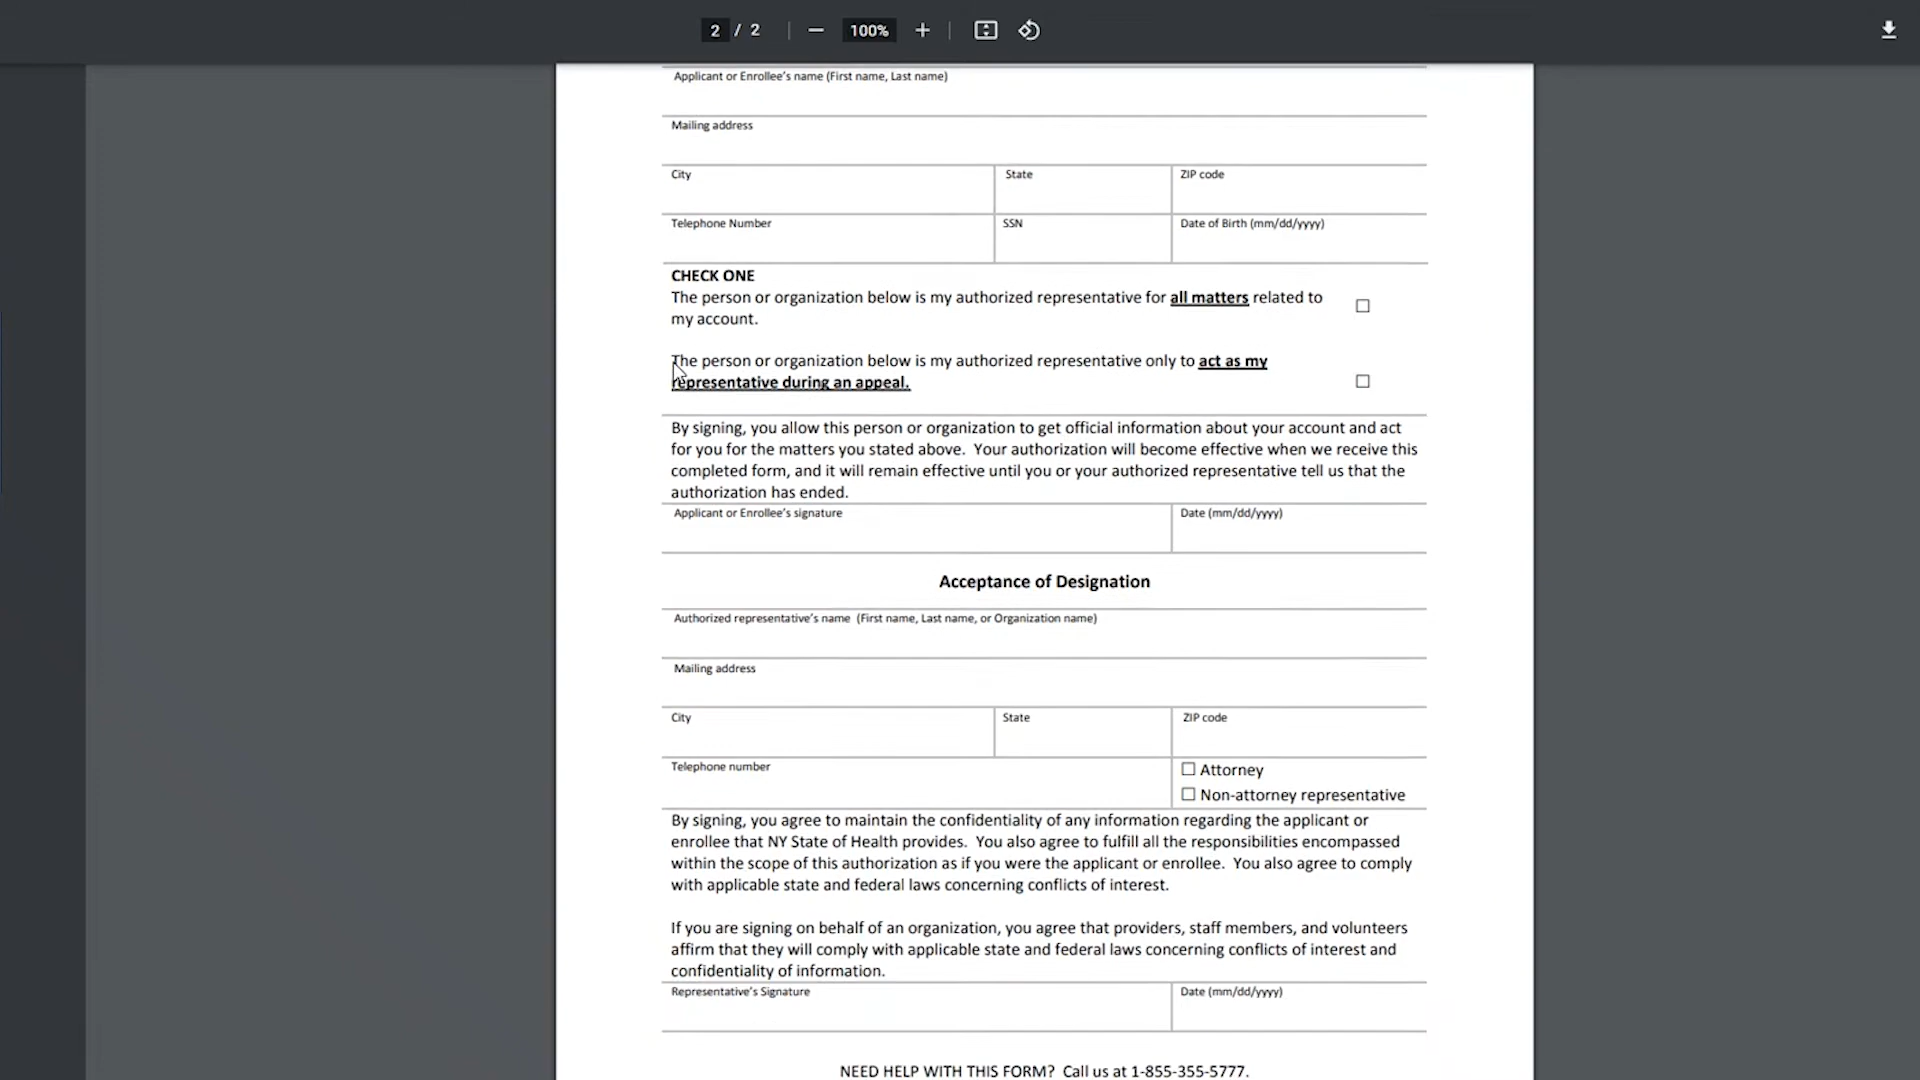 2 / 2 100%
Applicant or Enrollee's name (First name, Last name)
Mailing address
City State ZIP code
Telephone Number SSN Date of Birth (mm/dd/yyyy)
CHECK ONE
The person or organization below is my authorized representative for all matters related to
my account.
The person or organization below is my authorized representative only to act as my
representative during an appeal.
By signing, you allow this person or organization to get official information about your account and act
for you for the matters you stated above. Your authorization will become effective when we receive this
completed form, and it will remain effective until you or your authorized representative tell us that the
authorization has ended.
Applicant or Enrollee's signature Date (mm/dd/yyyy)
Acceptance of Designation
Authorized representative's name (First name, Last name, or Organization name)
Mailing address
City State ZIP code
Telephone number Attorney
Non-attorney representative
By signing, you agree to maintain the confidentiality of any information regarding the applicant or
enrollee that NY State of Health provides. You also agree to fulfill all the responsibilities encompassed
within the scope of this authorization as if you were the applicant or enrollee. You also agree to comply
with applicable state and federal laws concerning conflicts of interest.
If you are signing on behalf of an organization, you agree that providers, staff members, and volunteers
affirm that they will comply with applicable state and federal laws concerning conflicts of interest and
confidentiality of information.
Representative's Signature Date (mm/dd/yyyy)
NEED HELP WITH THIS FORM? Call us at 1-855-355-5777.